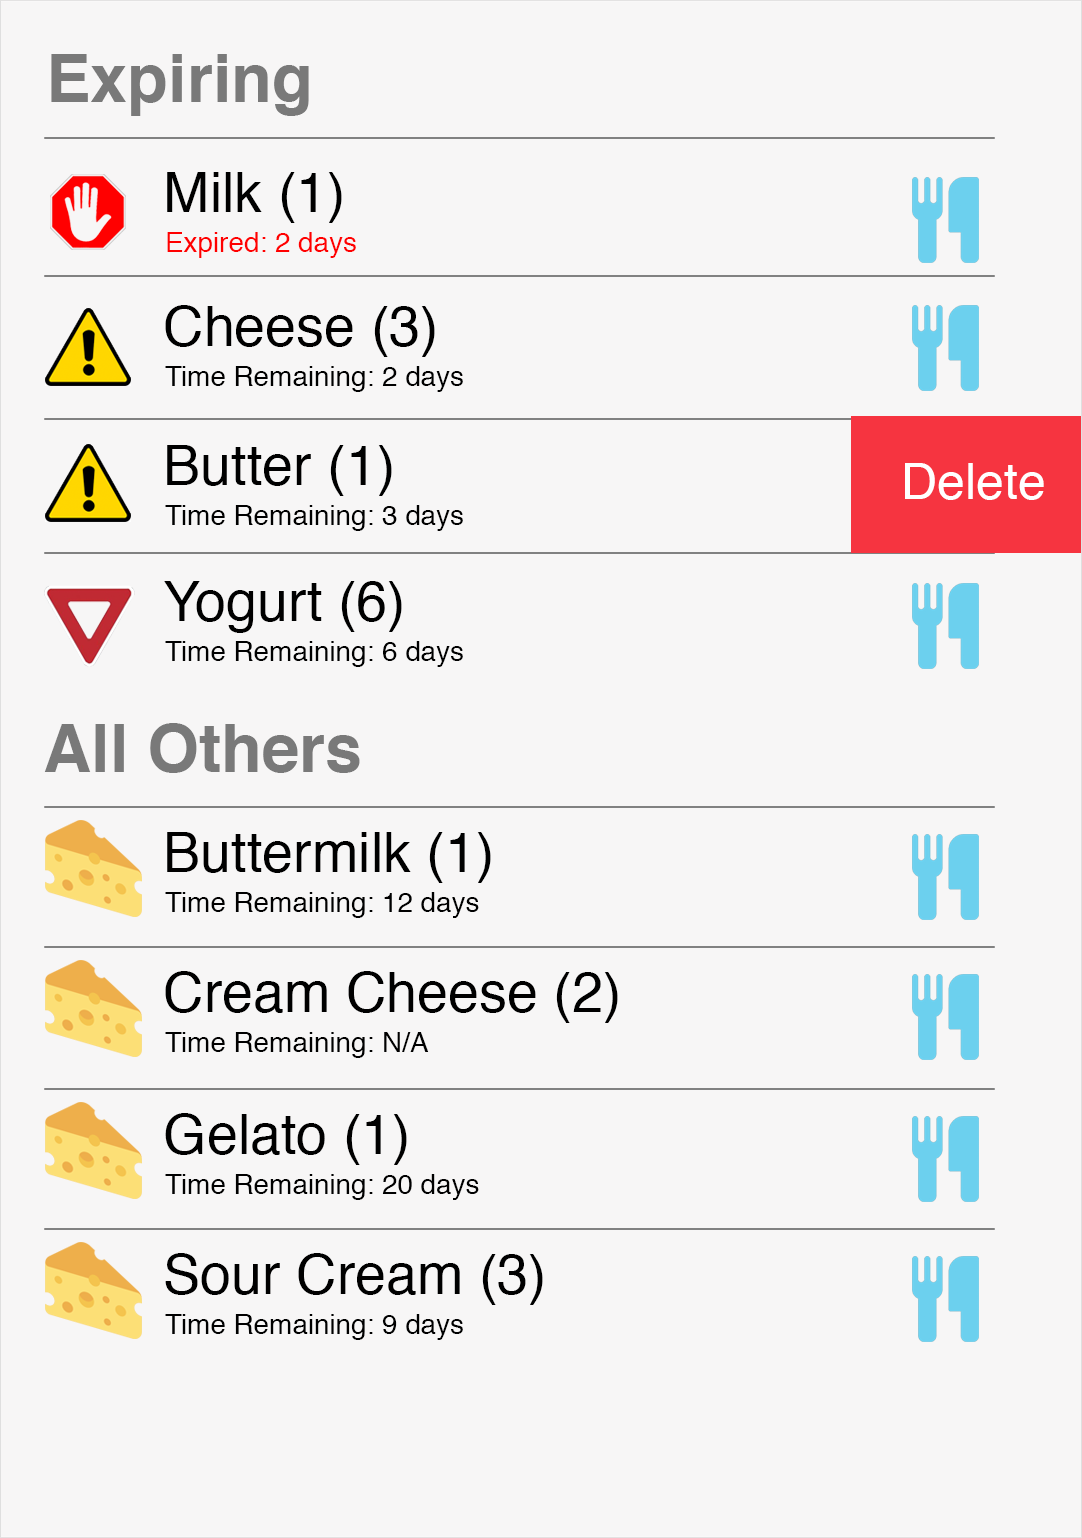 Expiring
Milk (1)
Expired: 2 days
Cheese (3)
Time Remaining: 2 days
Butter (1)
Time Remaining: 3 days
Delete
Yogurt (6)
Time Remaining: 6 days
All Others
Buttermilk (1)
Time Remaining: 12 days
Cream Cheese (2)
Time Remaining: N/A
Gelato (1)
Time Remaining: 20 days
Sour Cream (3)
Time Remaining: 9 days